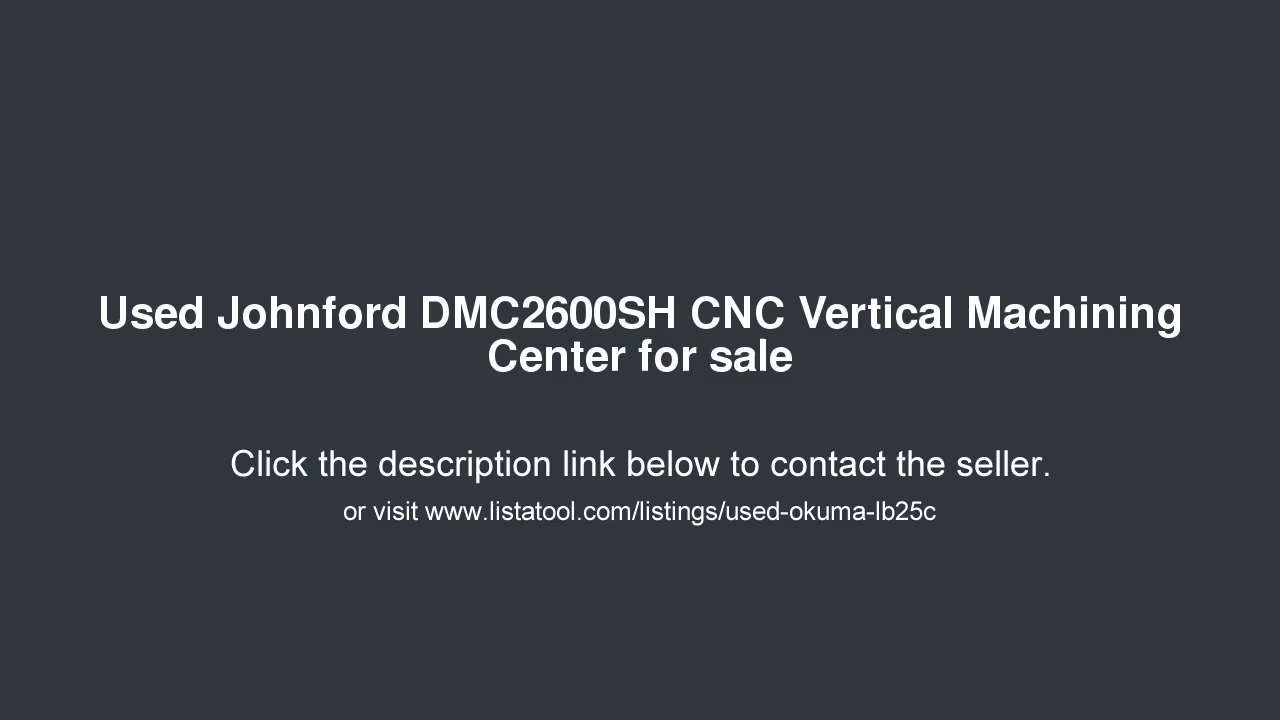 Used Johnford DMC2600SH CNC Vertical Machining
Center for sale
Click the description link below to contact the seller.
or visit www.listatool.com/listings/used-okuma-lb25c